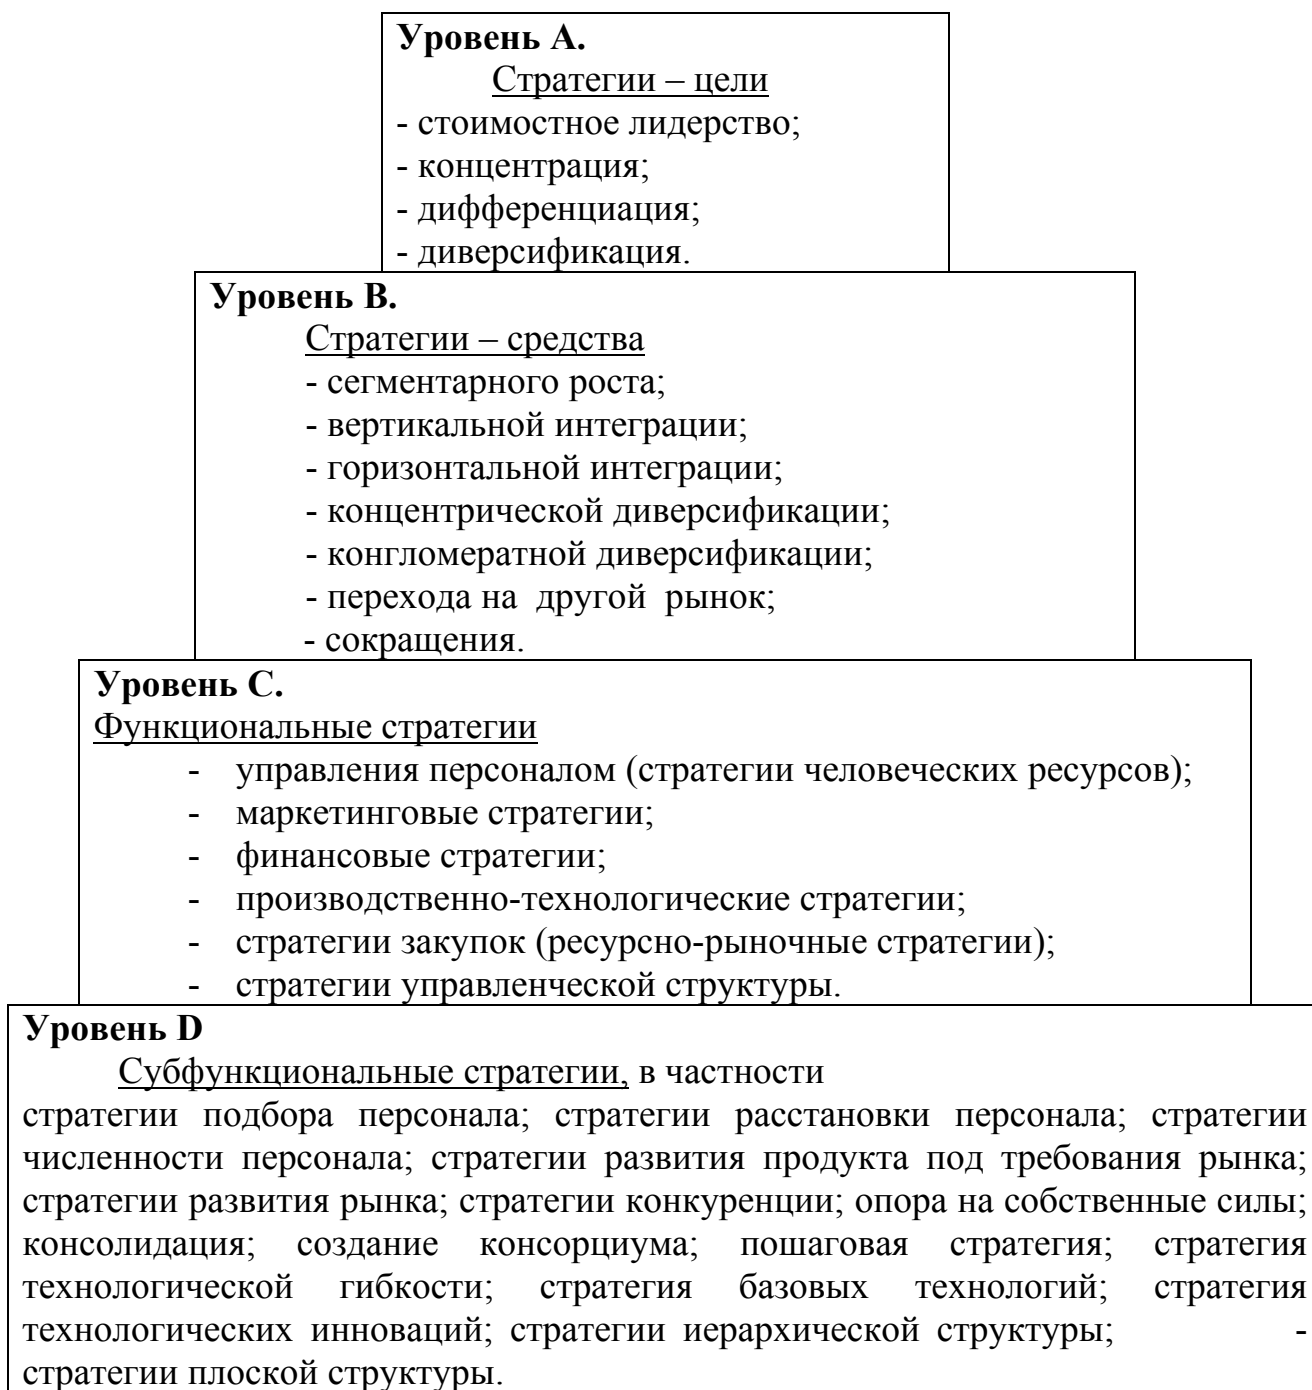 Уровень А.
Стратегии – цели
- стоимостное лидерство;
- концентрация;
- дифференциация;
- диверсификация.
Уровень В.
Стратегии – средства
- сегментарного роста;
- вертикальной интеграции;
- горизонтальной интеграции;
- концентрической диверсификации;
- конгломератной диверсификации;
- перехода на другой рынок;
- сокращения.
Уровень С.
Функциональные стратегии
- управления персоналом (стратегии человеческих ресурсов);
- маркетинговые стратегии;
- финансовые стратегии;
- производственно-технологические стратегии;
- стратегии закупок (ресурсно-рыночные стратегии);
- стратегии управленческой структуры.
Уровень D
Субфункциональные стратегии, в частности
стратегии подбора персонала; стратегии расстановки персонала; стратегии
численности персонала; стратегии развития продукта под требования рынка;
стратегии развития рынка; стратегии конкуренции; опора на собственные силы;
консолидация; создание консорциума; пошаговая стратегия; стратегия
технологической гибкости; стратегия базовых технологий; стратегия
технологических инноваций; стратегии иерархической структуры; -
стратегии плоской структуры.